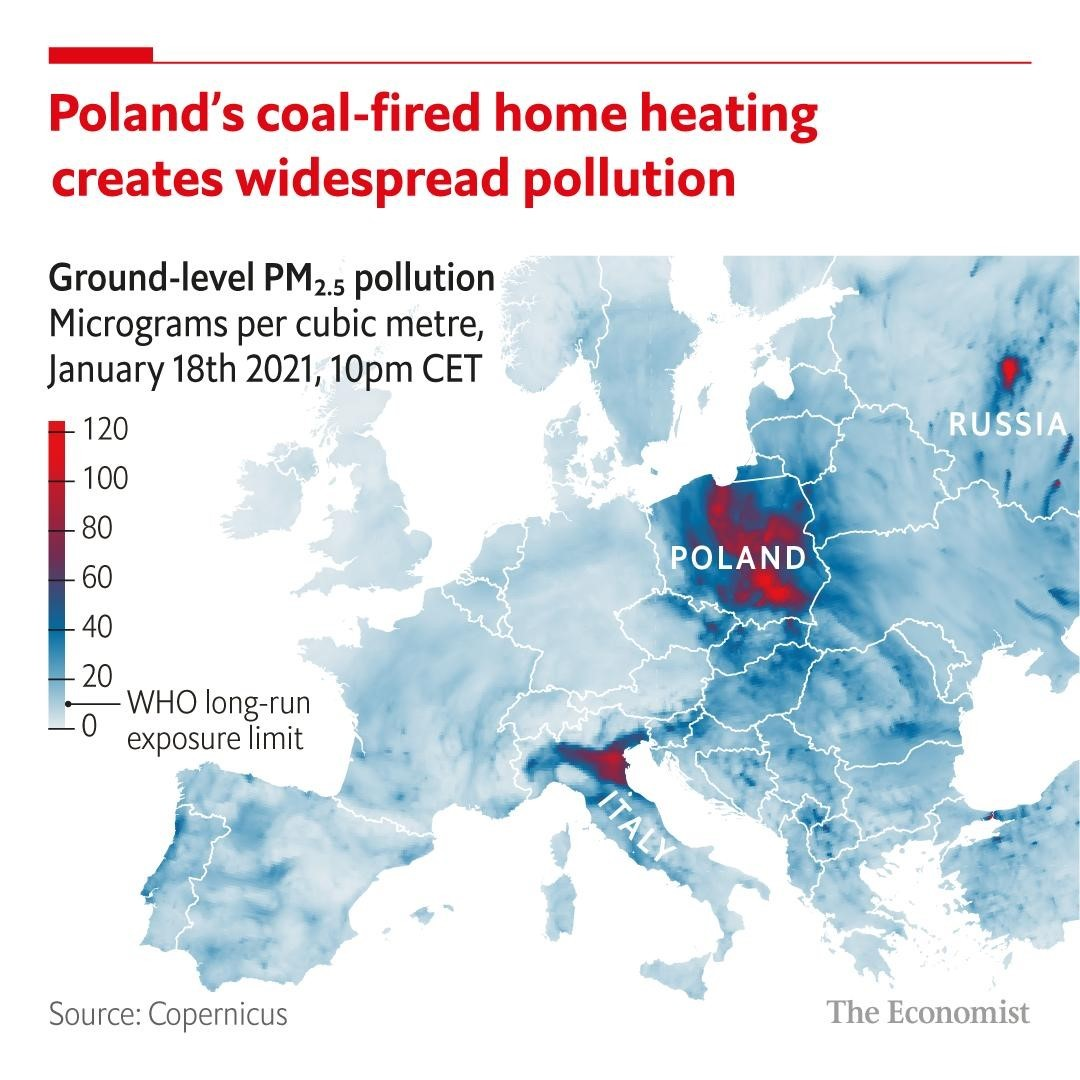 Poland's coal-fired home heating
creates widespread pollution
Ground-level PM₂.₅ pollution
Micrograms per cubic metre,
January 18th 2021, 10pm CET
120
100
80
60
40
20
0
WHO long-run
exposure limit
RUSSIA
POLAND
ITALY
Source: Copernicus
The Economist